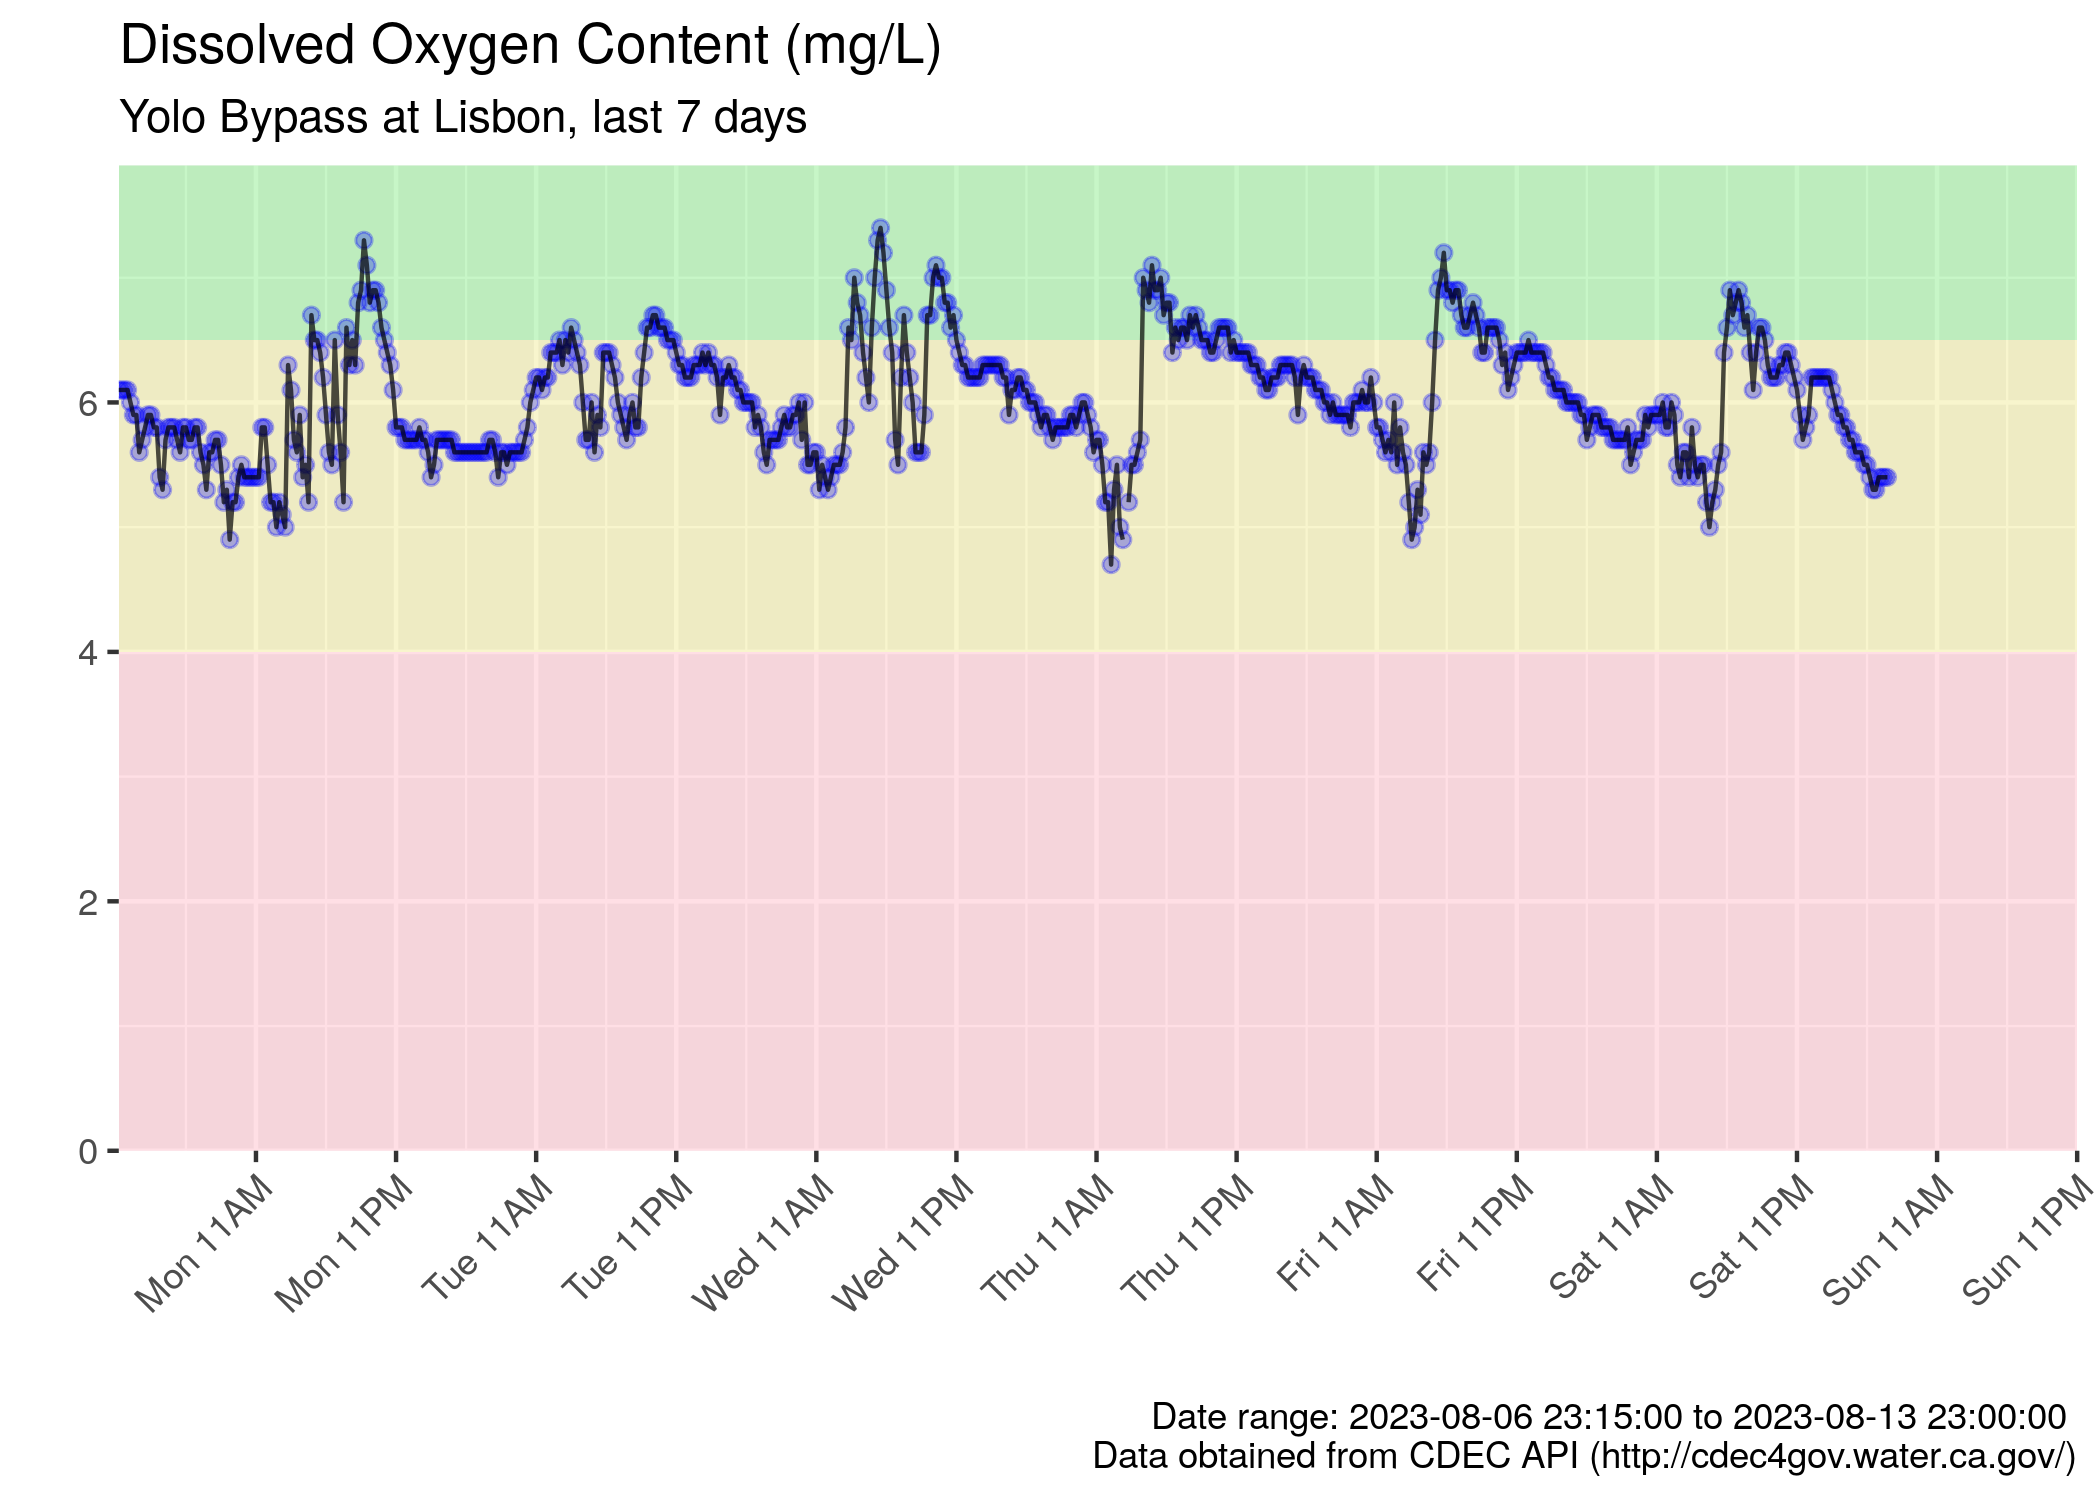 Dissolved Oxygen Content (mg/L)
Yolo Bypass at Lisbon, last 7 days
6
4
2
0
Mon 11AM
Mon 11PM
Tue 11AM
Tue 11PM
Wed 11AM
Wed 11PM
Thu 11AM
Thu 11PM
Fri 11AM
Fri 11PM
Sat 11AM
Sat 11PM
Sun 11AM
Sun 11PM
Date range: 2023-08-06 23:15:00 to 2023-08-13 23:00:00
Data obtained from CDEC API (http://cdec4gov.water.ca.gov/)